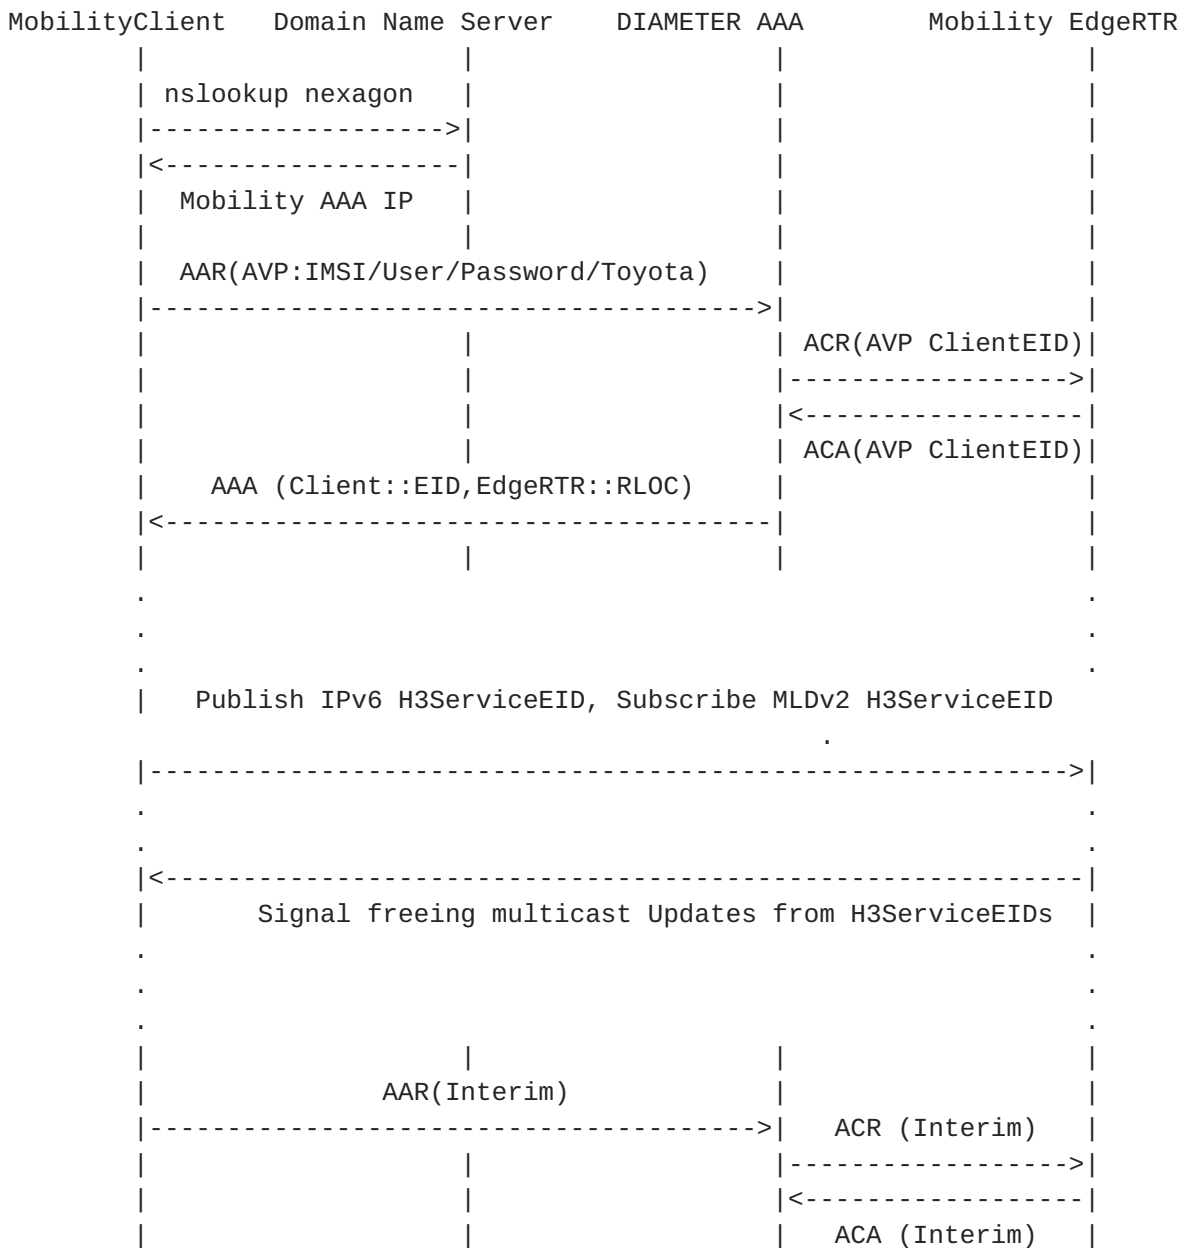 MobilityClient   Domain Name Server    DIAMETER AAA        Mobility EdgeRTR
        |                    |                   |                   |
        | nslookup nexagon   |                   |                   |
        |------------------->|                   |                   |
        |<-------------------|                   |                   |
        |  Mobility AAA IP   |                   |                   |
        |                    |                   |                   |
        |  AAR(AVP:IMSI/User/Password/Toyota)    |                   |
        |--------------------------------------->|                   |
        |                    |                   | ACR(AVP ClientEID)|
        |                    |                   |------------------>|
        |                    |                   |<------------------|
        |                    |                   | ACA(AVP ClientEID)|
        |    AAA (Client::EID,EdgeRTR::RLOC)     |                   |
        |<---------------------------------------|                   |
        |                    |                   |                   |
        .                                                            .
        .                                                            .
        .                                                            .
        |   Publish IPv6 H3ServiceEID, Subscribe MLDv2 H3ServiceEID
                                                    .
        |----------------------------------------------------------->|
        .                                                            .
        .                                                            .
        |<-----------------------------------------------------------|
        |       Signal freeing multicast Updates from H3ServiceEIDs  |
        .                                                            .
        .                                                            .
        .                                                            .
        |                    |                   |                   |
        |               AAR(Interim)             |                   |
        |--------------------------------------->|   ACR (Interim)   |
        |                    |                   |------------------>|
        |                    |                   |<------------------|
        |                    |                   |   ACA (Interim)   |